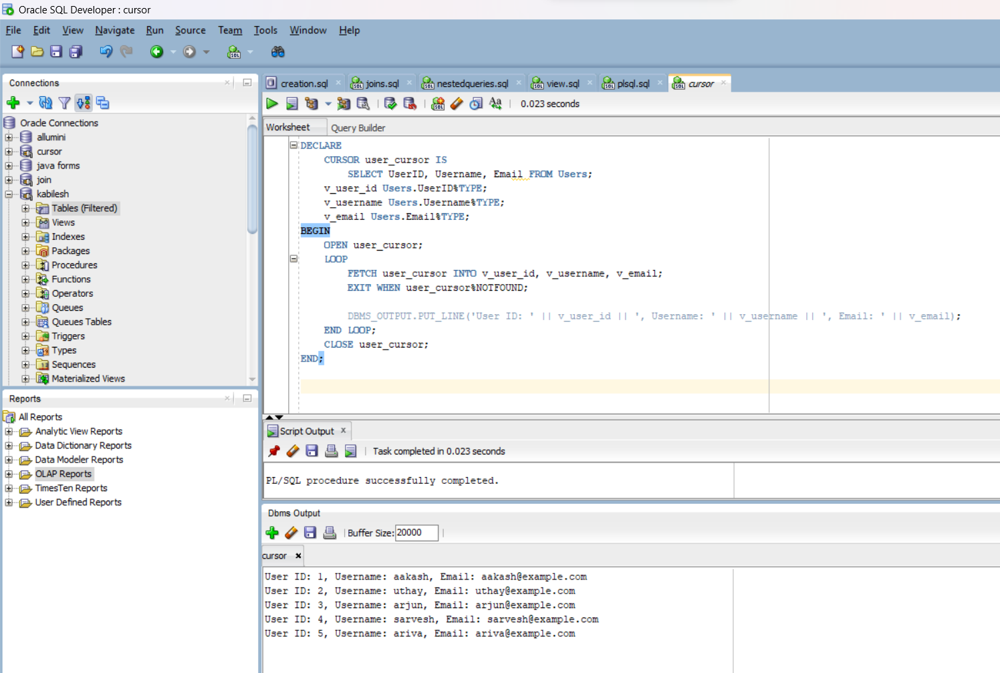 Oracle SQL Developer : cursor
File Edit View Navigate Run Source Team Tools Window Help
Connections
Oracle Connections
allumini
cursor
java forms
join
kabilesh
Tables (Filtered)
Views
Indexes
Packages
Procedures
Functions
Operators
Queues
Queues Tables
Triggers
Types
Sequences
Materialized Views
Reports
All Reports
Analytic View Reports
Data Dictionary Reports
Data Modeler Reports
OLAP Reports
TimesTen Reports
User Defined Reports
creation.sql joins.sql nestedqueries.sql view.sql plsql.sql cursor
0.023 seconds
Worksheet Query Builder
DECLARE
    CURSOR user_cursor IS
        SELECT UserID, Username, Email FROM Users;
    v_user_id Users.UserID%TYPE;
    v_username Users.Username%TYPE;
    v_email Users.Email%TYPE;
BEGIN
    OPEN user_cursor;
    LOOP
        FETCH user_cursor INTO v_user_id, v_username, v_email;
        EXIT WHEN user_cursor%NOTFOUND;
        DBMS_OUTPUT.PUT_LINE('User ID: ' || v_user_id || ', Username: ' || v_username || ', Email: ' || v_email);
    END LOOP;
    CLOSE user_cursor;
END;
Script Output
Task completed in 0.023 seconds
PL/SQL procedure successfully completed.
Dbms Output
Buffer Size: 20000
cursor
User ID: 1, Username: aakash, Email: aakash@example.com
User ID: 2, Username: uthay, Email: uthay@example.com
User ID: 3, Username: arjun, Email: arjun@example.com
User ID: 4, Username: sarvesh, Email: sarvesh@example.com
User ID: 5, Username: ariva, Email: ariva@example.com